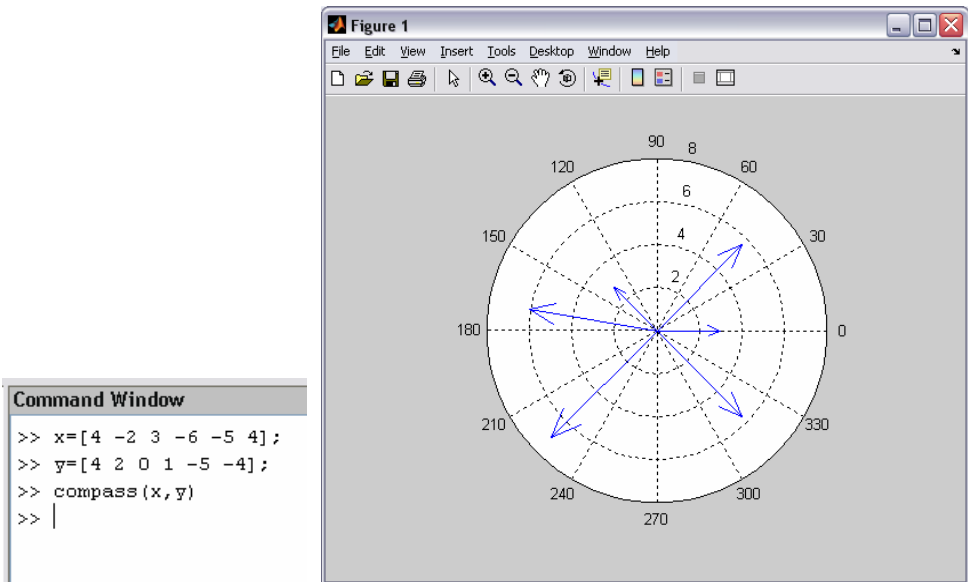 Figure 1
File Edit View Insert Tools Desktop Window Help
90
8
120
60
6
150
4
30
2
180
0
210
330
240
300
270
Command Window
>> x=[4 -2 3 -6 -5 4];
>> y=[4 2 0 1 -5 -4];
>> compass(x,y)
>>